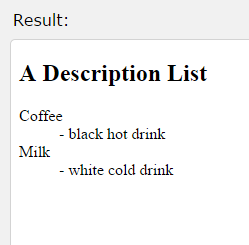 Result:
A Description List
Coffee
- black hot drink
Milk
- white cold drink